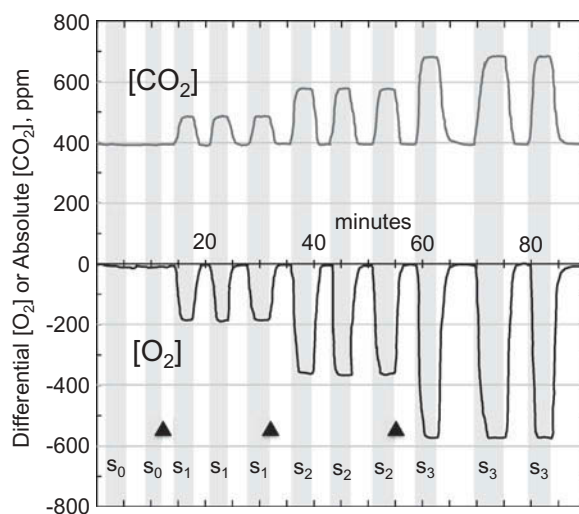 800
600
400
200
0
-200
-400
-600
-800
Differential [O₂] or Absolute [CO₂], ppm
[CO₂]
minutes
20 40 60 80
[O₂]
s₀ s₀ s₁ s₁ s₁ s₂ s₂ s₂ s₃ s₃ s₃